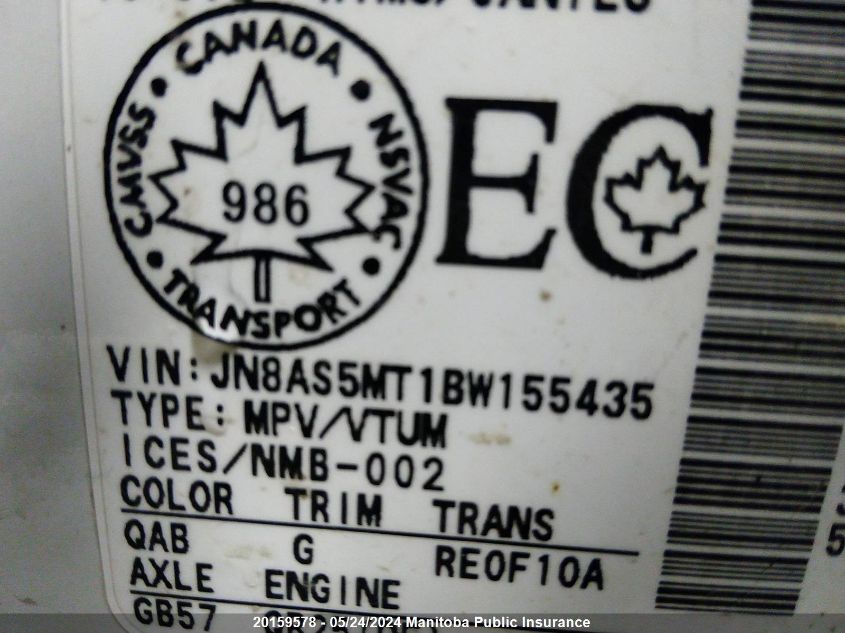 CANADA
CMVSS
NSVAC
986
TRANSPORT
EC
VIN: JN8AS5MT1BW155435
TYPE: MPV/VTUM
ICES/NMB-002
COLOR TRIM TRANS
QAB G RE0F10A
AXLE ENGINE
GB57
20159578 - 05/24/2024 Manitoba Public Insurance